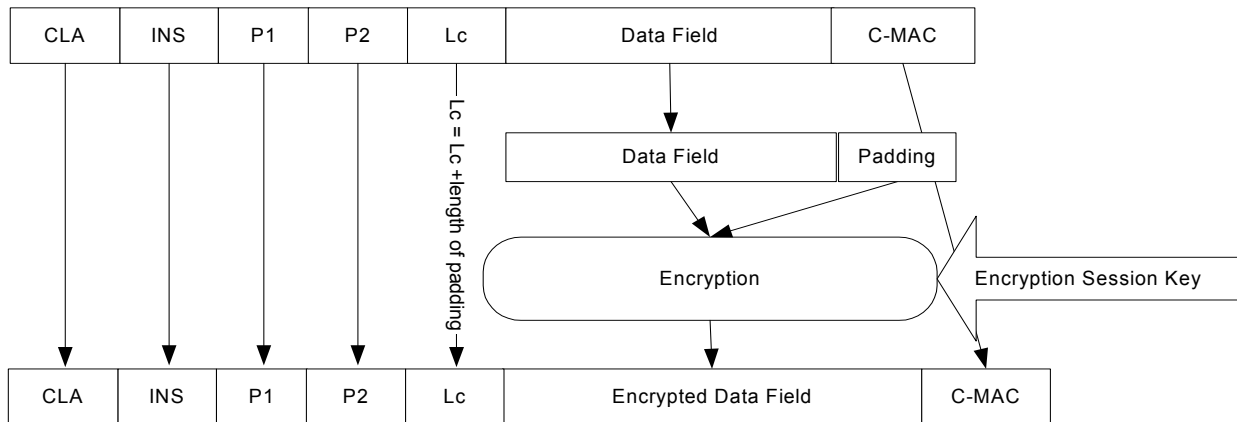 CLA INS P1 P2 Lc Data Field C-MAC
Lc = Lc +length of padding
Data Field Padding
Encryption
Encryption Session Key
CLA INS P1 P2 Lc Encrypted Data Field C-MAC